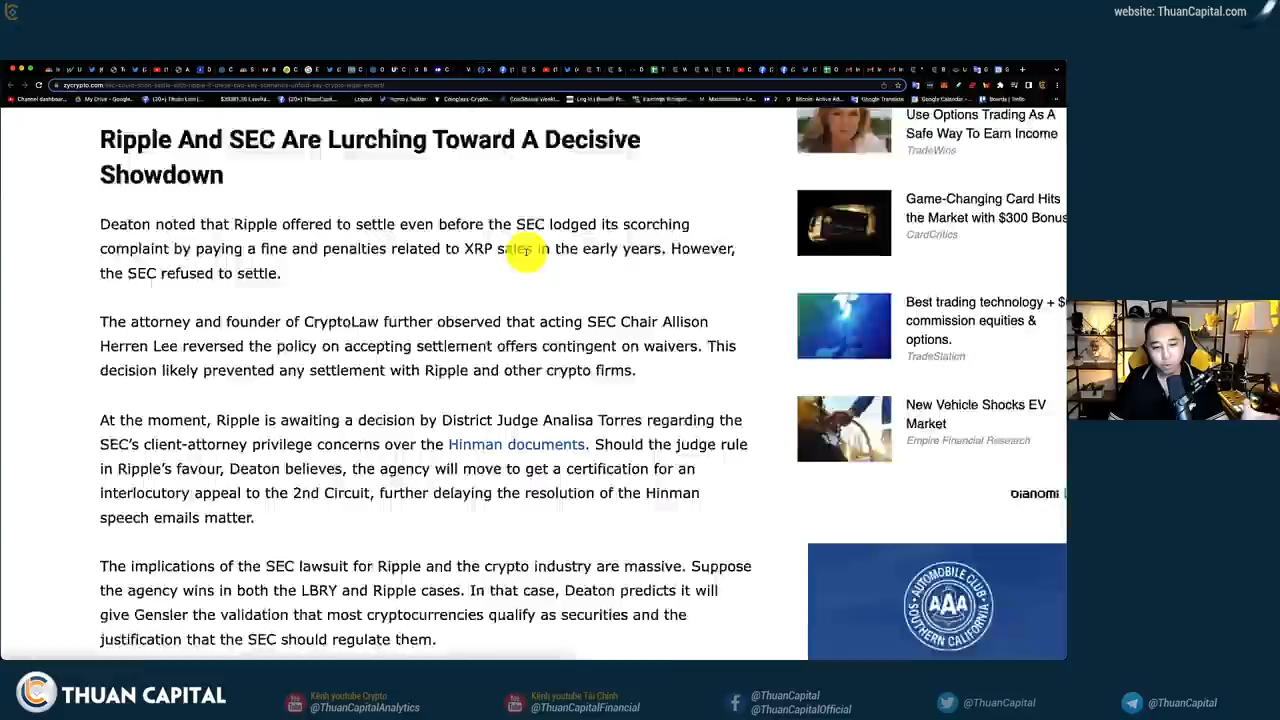 website: ThuanCapital.com
Ripple And SEC Are Lurching Toward A Decisive
Showdown
Deaton noted that Ripple offered to settle even before the SEC lodged its scorching
complaint by paying a fine and penalties related to XRP sales in the early years. However,
the SEC refused to settle.
The attorney and founder of CryptoLaw further observed that acting SEC Chair Allison
Herren Lee reversed the policy on accepting settlement offers contingent on waivers. This
decision likely prevented any settlement with Ripple and other crypto firms.
At the moment, Ripple is awaiting a decision by District Judge Analisa Torres regarding the
SEC's client-attorney privilege concerns over the Hinman documents. Should the judge rule
in Ripple's favour, Deaton believes, the agency will move to get a certification for an
interlocutory appeal to the 2nd Circuit, further delaying the resolution of the Hinman
speech emails matter.
The implications of the SEC lawsuit for Ripple and the crypto industry are massive. Suppose
the agency wins in both the LBRY and Ripple cases. In that case, Deaton predicts it will
give Gensler the validation that most cryptocurrencies qualify as securities and the
justification that the SEC should regulate them.
Use Options Trading As A
Safe Way To Earn Income
TradeWins
Game-Changing Card Hits
the Market with $300 Bonus
CardCritics
Best trading technology + $
commission equities &
options.
TradeStation
New Vehicle Shocks EV
Market
Empire Financial Research
AUTOMOBILE CLUB
AAA
SOUTHERN CALIFORNIA
THUAN CAPITAL
Kênh youtube Crypto
@ThuanCapitalAnalytics
Kênh youtube Tài Chính
@ThuanCapitalFinancial
@ThuanCapital
@ThuanCapitalOfficial
@ThuanCapital
@ThuanCapital